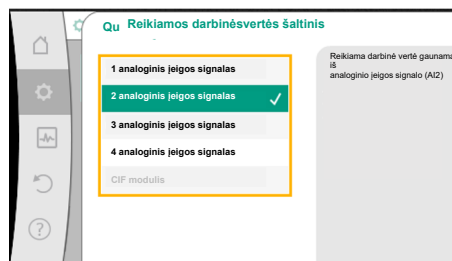 Qu Reikiamos darbinėsvertės šaltinis
1 analoginis įeigos signalas
2 analoginis įeigos signalas
3 analoginis įeigos signalas
4 analoginis įeigos signalas
CIF modulis
Reikiama darbinė vertė gaunama
iš
analoginio įeigos signalo (AI2)